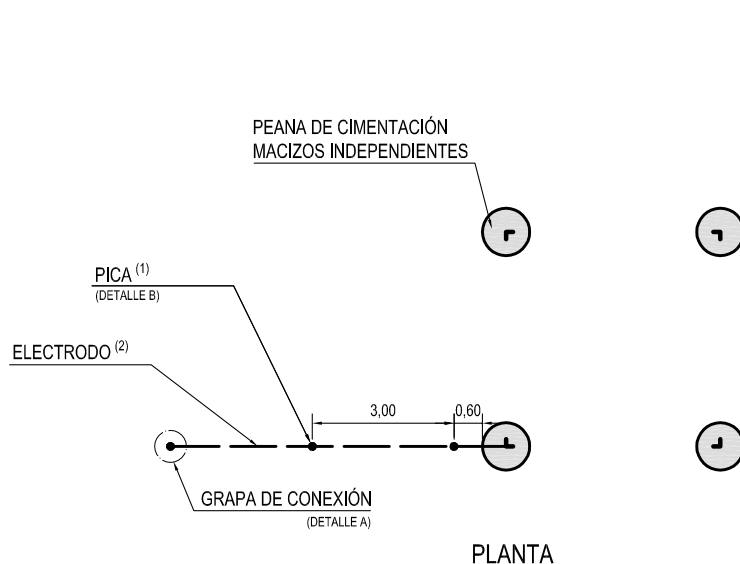 PEANA DE CIMENTACIÓN
MACIZOS INDEPENDIENTES
PICA (1)
(DETALLE B)
ELECTRODO (2)
3,00
0,60
GRAPA DE CONEXIÓN
(DETALLE A)
PLANTA